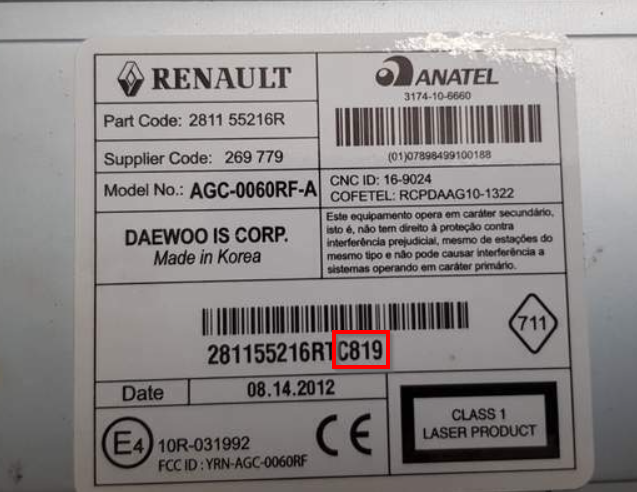 RENAULT
Part Code: 2811 55216R
Supplier Code: 269 779
Model No.: AGC-0060RF-A
DAEWOO IS CORP.
Made in Korea
ANATEL
3174-10-6660
(01)07898499100188
CNC ID: 16-9024
COFETEL: RCPDAAG10-1322
Este equipamento opera em caráter secundário,
isto é, não tem direito à proteção contra
interferência prejudicial, mesmo de estações do
mesmo tipo e não pode causar interferência a
sistemas operando em caráter primário.
281155216RTC819
711
Date 08.14.2012
E4 10R-031992
FCC ID : YRN-AGC-0060RF
CE
CLASS 1
LASER PRODUCT